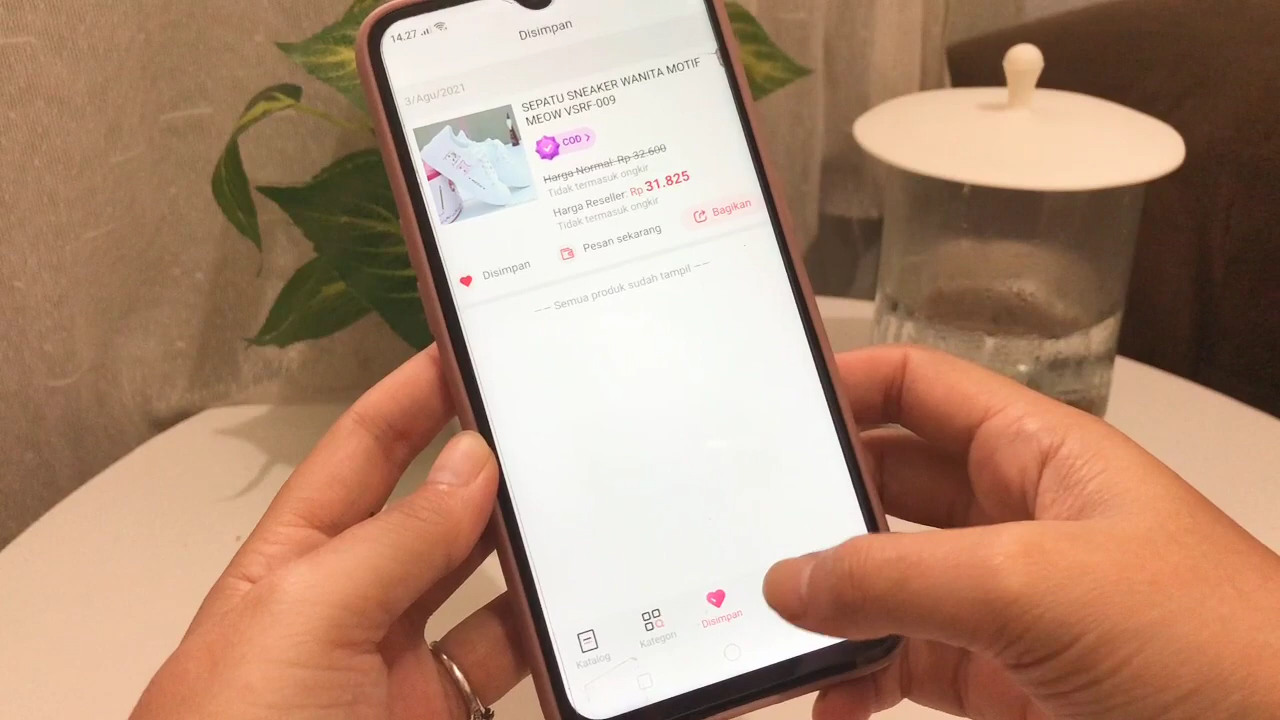 14.27
Disimpan
3/Agu/2021
SEPATU SNEAKER WANITA MOTIF
MEOW VSRF-009
COD >
Harga Normal: Rp 32.600
Tidak termasuk ongkir
Harga Reseller: Rp 31.825
Tidak termasuk ongkir
Disimpan
Pesan sekarang
Bagikan
— Semua produk sudah tampil —
Katalog
Kategori
Disimpan